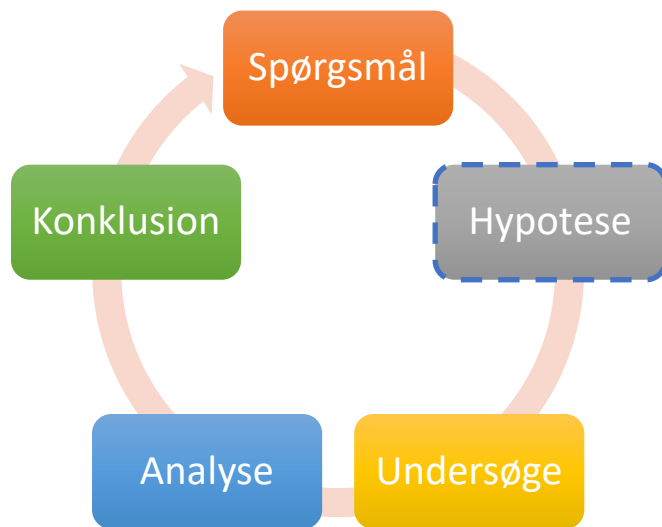 Spørgsmål
Hypotese
Undersøge
Analyse
Konklusion